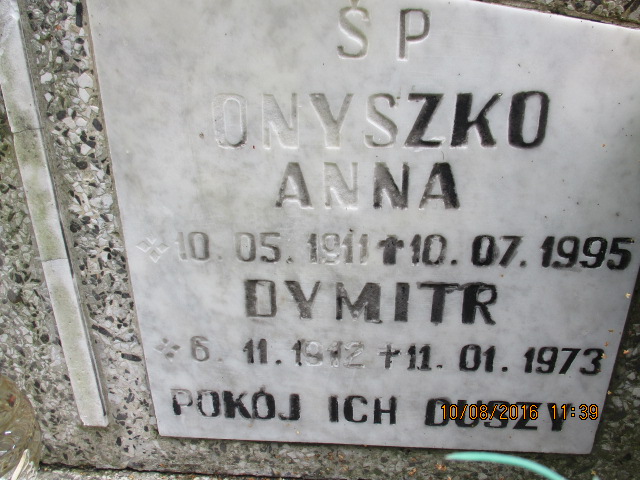 Ś P
ONYSZKO
ANNA
10.05.1911 ✝ 10.07.1995
DYMITR
6.11.1912 ✝ 11.01.1973
POKÓJ ICH DUSZY
10/08/2016 11:39